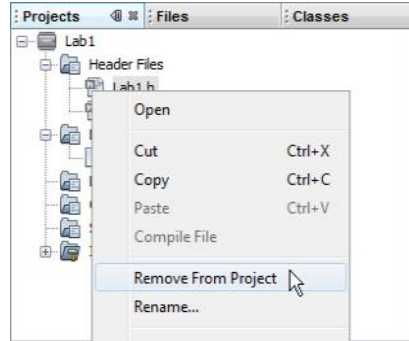 Projects Files Classes
Lab1
Header Files
Lab1.h
Open
Cut Ctrl+X
Copy Ctrl+C
Paste Ctrl+V
Compile File
Remove From Project
Rename...